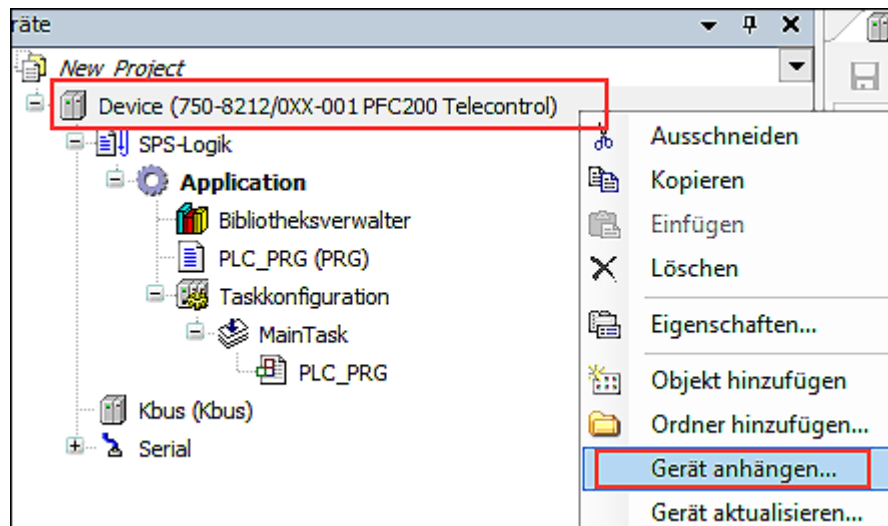 räte
New Project
Device (750-8212/0XX-001 PFC200 Telecontrol)
SPS-Logik
Application
Bibliotheksverwalter
PLC_PRG (PRG)
Taskkonfiguration
MainTask
PLC_PRG
Kbus (Kbus)
Serial
Ausschneiden
Kopieren
Einfügen
Löschen
Eigenschaften...
Objekt hinzufügen
Ordner hinzufügen...
Gerät anhängen...
Gerät aktualisieren...